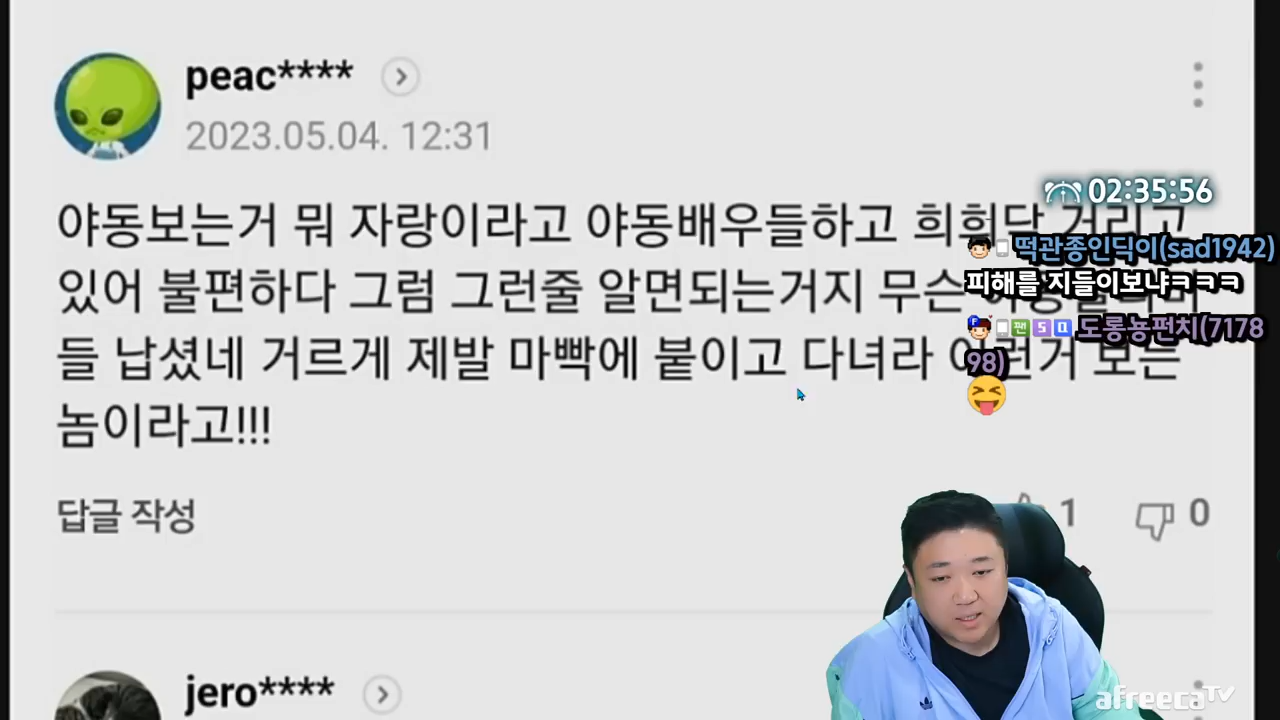 peac****
2023.05.04. 12:31
02:35:56
야동보는거 뭐 자랑이라고 야동배우들하고 희희닥 거리고
있어 불편하다 그럼 그런줄 알면되는거지 무슨
들 납셨네 거르게 제발 마빡에 붙이고 다녀라 이런거 보는
놈이라고!!!
떡관종인딕이(sad1942)
피해를 지들이보냐ㅋㅋㅋ
팬 5 Q 도롱뇽펀치(7178
98)
답글 작성
1
0
jero****
afreecaTV